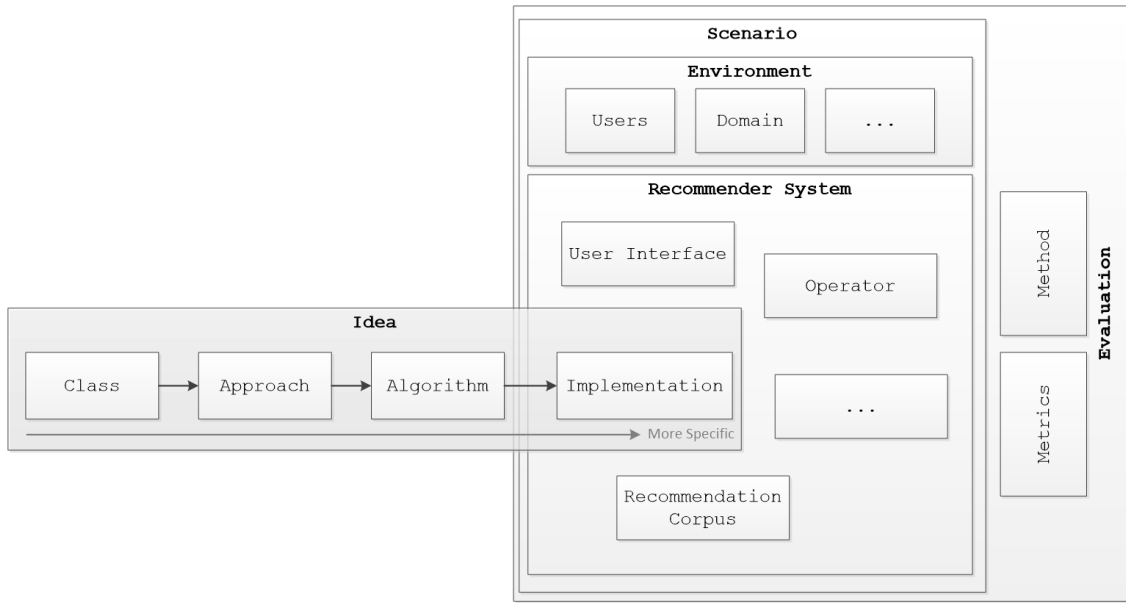 Scenario
Environment
Users
Domain
...
Recommender System
User Interface
Operator
Idea
Class
Approach
Algorithm
Implementation
More Specific
...
Recommendation
Corpus
Method
Metrics
Evaluation